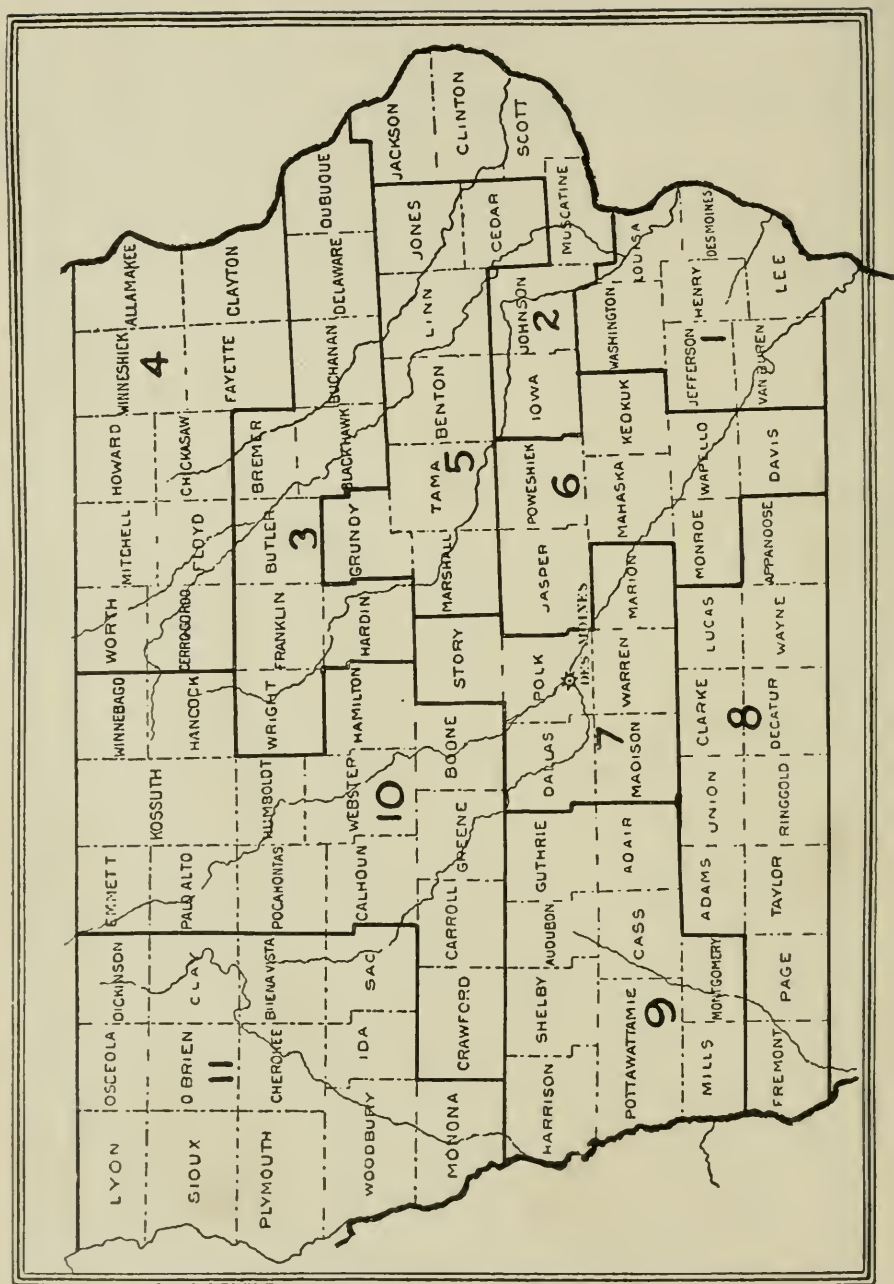 LYON
OSCEOLA
DICKINSON
EMMETT
WINNEBAGO
WORTH
MITCHELL
HOWARD
WINNESHIEK
ALLAMAKEE
KOSSUTH
SIOUX
O'BRIEN
CLAY
PALO ALTO
HANCOCK
CERRO GORDO
FLOYD
CHICKASAW
4
11
PLYMOUTH
CHEROKEE
BUENA VISTA
POCAHONTAS
HUMBOLDT
WRIGHT
FRANKLIN
BUTLER
BREMER
FAYETTE
CLAYTON
3
WOODBURY
IDA
SAC
CALHOUN
WEBSTER
HAMILTON
HARDIN
GRUNDY
BLACKHAWK
BUCHANAN
DELAWARE
DUBUQUE
10
MONONA
CRAWFORD
CARROLL
GREENE
BOONE
STORY
MARSHALL
TAMA
BENTON
LINN
JONES
JACKSON
5
CEDAR
CLINTON
HARRISON
SHELBY
AUDUBON
GUTHRIE
DALLAS
POLK
JASPER
POWESHIEK
IOWA
JOHNSON
SCOTT
2
MUSCATINE
DES MOINES
6
7
POTTAWATTAMIE
CASS
ADAIR
MADISON
WARREN
MARION
MAHASKA
KEOKUK
WASHINGTON
LOUISA
9
MILLS
MONTGOMERY
ADAMS
UNION
CLARKE
LUCAS
MONROE
WAPELLO
JEFFERSON
HENRY
DESMOINES
8
1
FREMONT
PAGE
TAYLOR
RINGGOLD
DECATUR
WAYNE
APPANOOSE
DAVIS
VAN BUREN
LEE